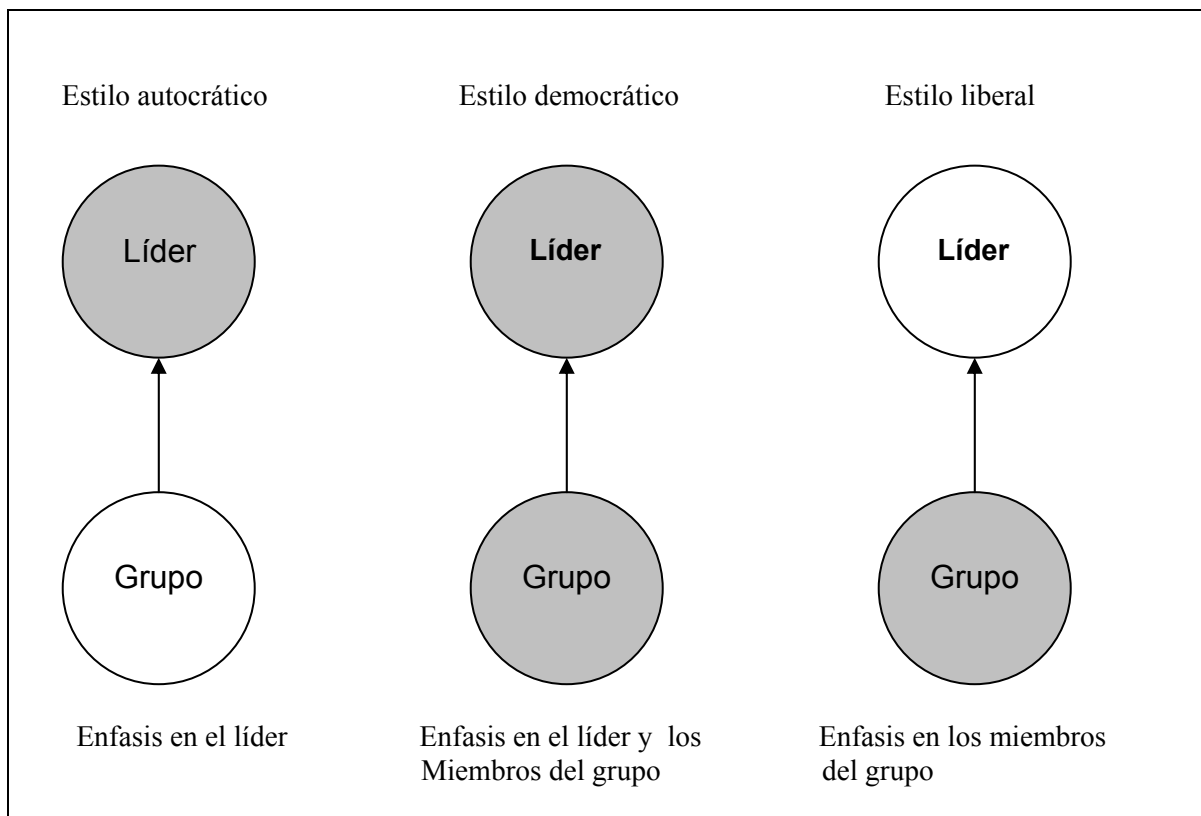 Estilo autocrático
Estilo democrático
Estilo liberal
Líder
Líder
Líder
Grupo
Grupo
Grupo
Enfasis en el líder
Enfasis en el líder y  los
Miembros del grupo
Enfasis en los miembros
del grupo